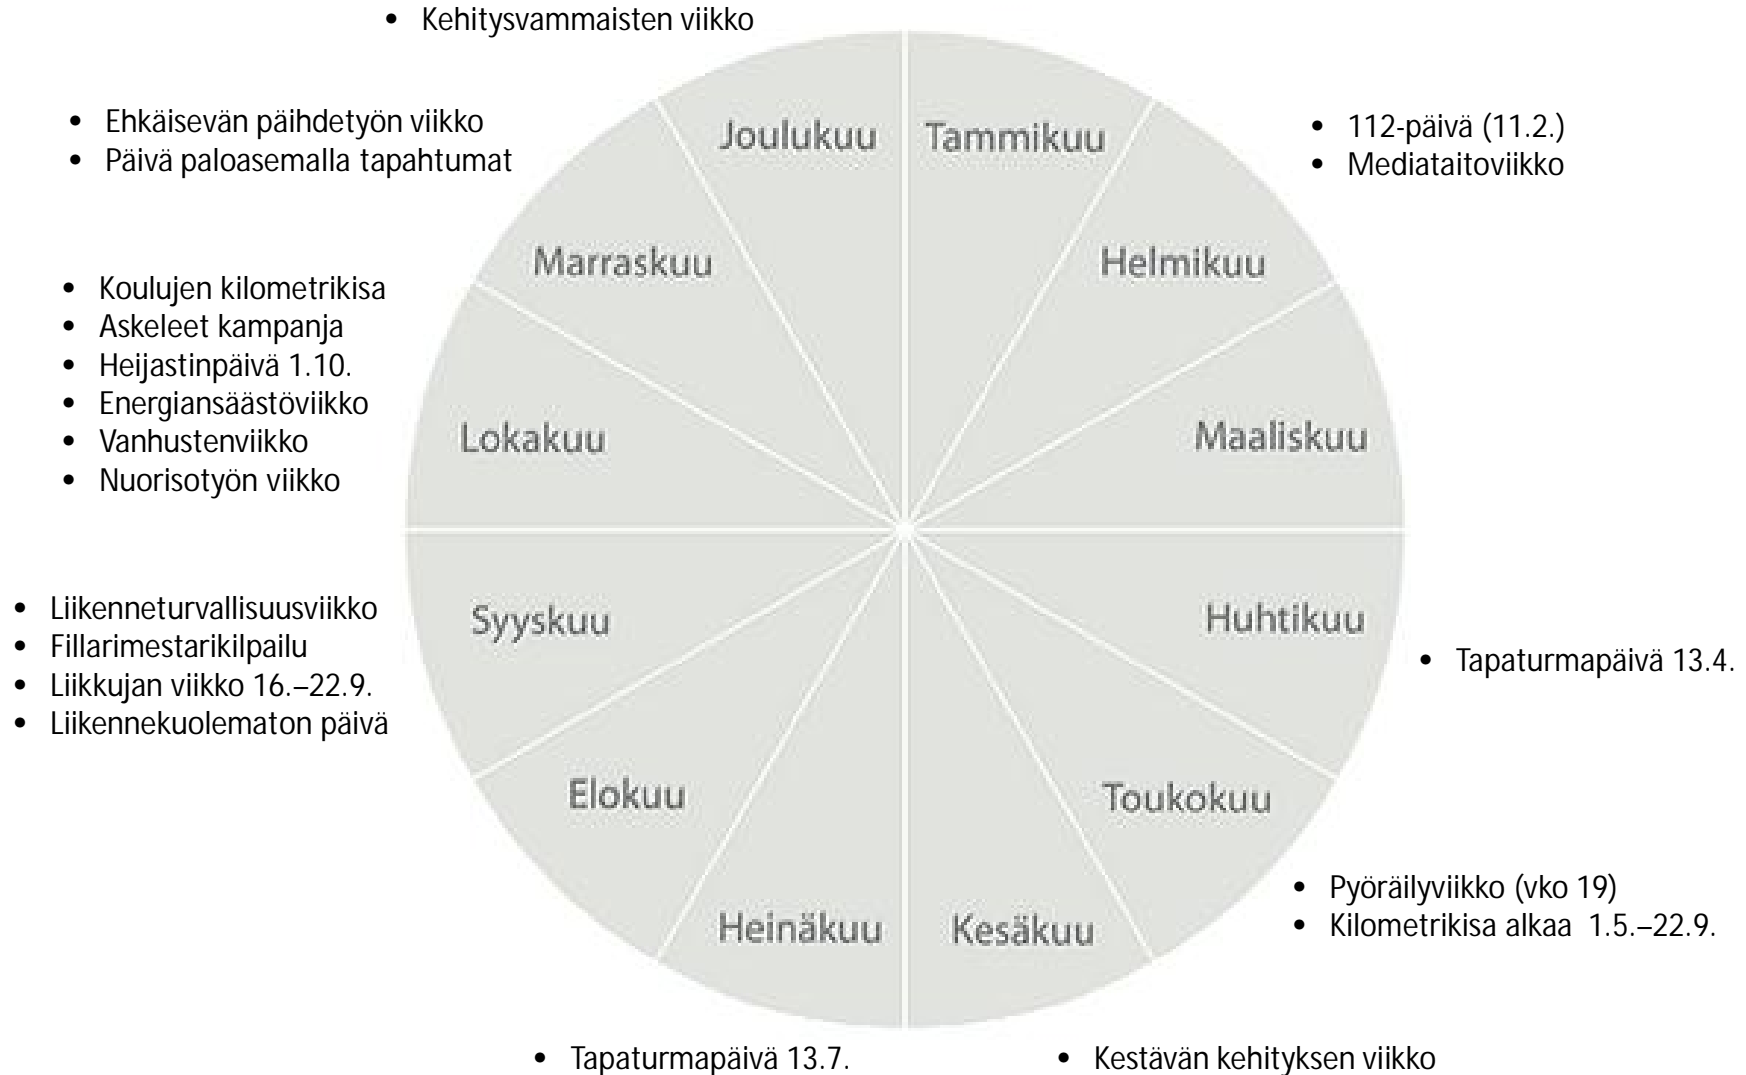 • Kehitysvammaisten viikko
• Ehkäisevän päihdetyön viikko
• Päivä paloasemalla tapahtumat
Joulukuu
Tammikuu
• 112-päivä (11.2.)
• Mediataitoviikko
Marraskuu
Helmikuu
• Koulujen kilometrikisa
• Askeleet kampanja
• Heijastinpäivä 1.10.
• Energiansäästöviikko
• Vanhustenviikko
• Nuorisotyön viikko
Lokakuu
Maaliskuu
• Liikenneturvallisuusviikko
• Fillarimestarikilpailu
• Liikkujan viikko 16.–22.9.
• Liikennekuolematon päivä
Syyskuu
Huhtikuu
• Tapaturmapäivä 13.4.
Elokuu
Toukokuu
• Pyöräilyviikko (vko 19)
• Kilometrikisa alkaa 1.5.–22.9.
Heinäkuu
Kesäkuu
• Tapaturmapäivä 13.7.
• Kestävän kehityksen viikko